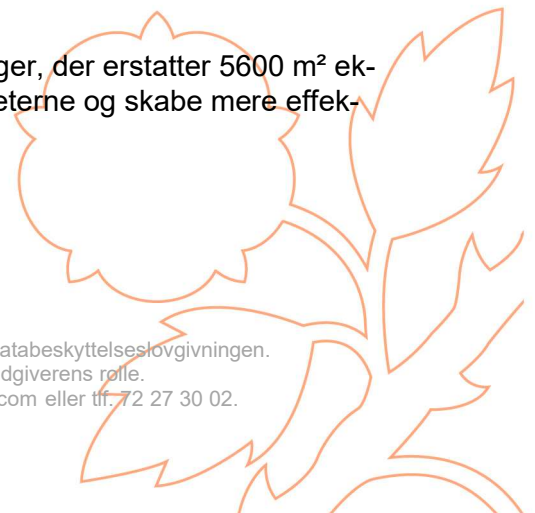 ger, der erstatter 5600 m² ek-
eterne og skabe mere effek-
atabeskyttelseslovgivningen.
dgiverens rolle.
com eller tlf. 72 27 30 02.